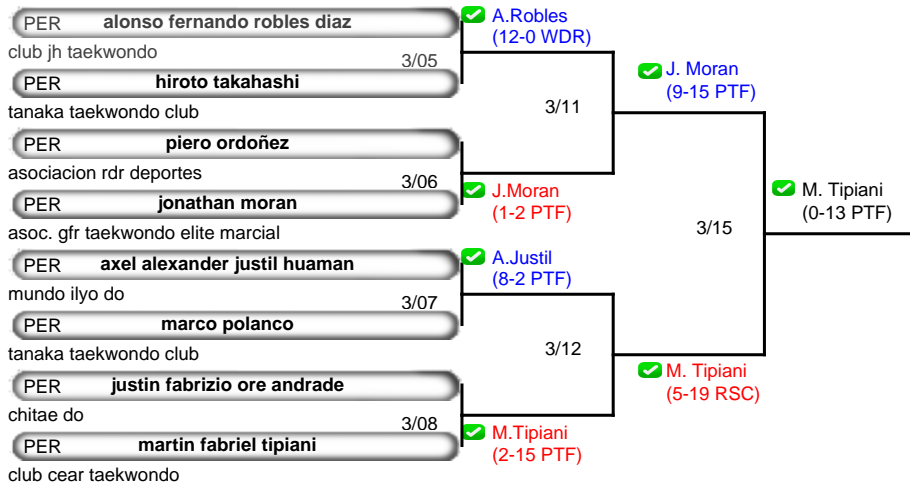 PER alonso fernando robles diaz
club jh taekwondo
3/05
PER hiroto takahashi
tanaka taekwondo club
PER piero ordoñez
asociacion rdr deportes
3/06
PER jonathan moran
asoc. gfr taekwondo elite marcial
PER axel alexander justil huaman
mundo ilyo do
3/07
PER marco polanco
tanaka taekwondo club
PER justin fabrizio ore andrade
chitae do
3/08
PER martin fabriel tipiani
club cear taekwondo
A.Robles
(12-0 WDR)
3/11
J.Moran
(1-2 PTF)
A.Justil
(8-2 PTF)
3/12
M.Tipiani
(2-15 PTF)
J. Moran
(9-15 PTF)
3/15
M. Tipiani
(5-19 RSC)
M. Tipiani
(0-13 PTF)